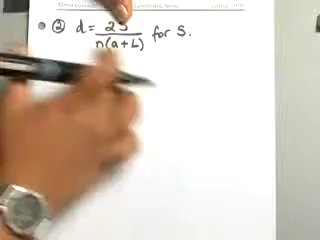 ② d = 2S / n(a+L) for S.